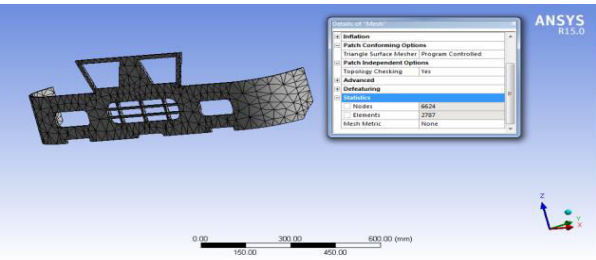 Details of "Mesh"
ANSYS
R15.0
Inflation
Patch Conforming Options
Triangle Surface Mesher Program Controlled
Patch Independent Options
Topology Checking Yes
Advanced
Defeaturing
Statistics
Nodes 6624
Elements 2787
Mesh Metric None
Z
Y
X
0.00 300.00 600.00 (mm)
150.00 450.00